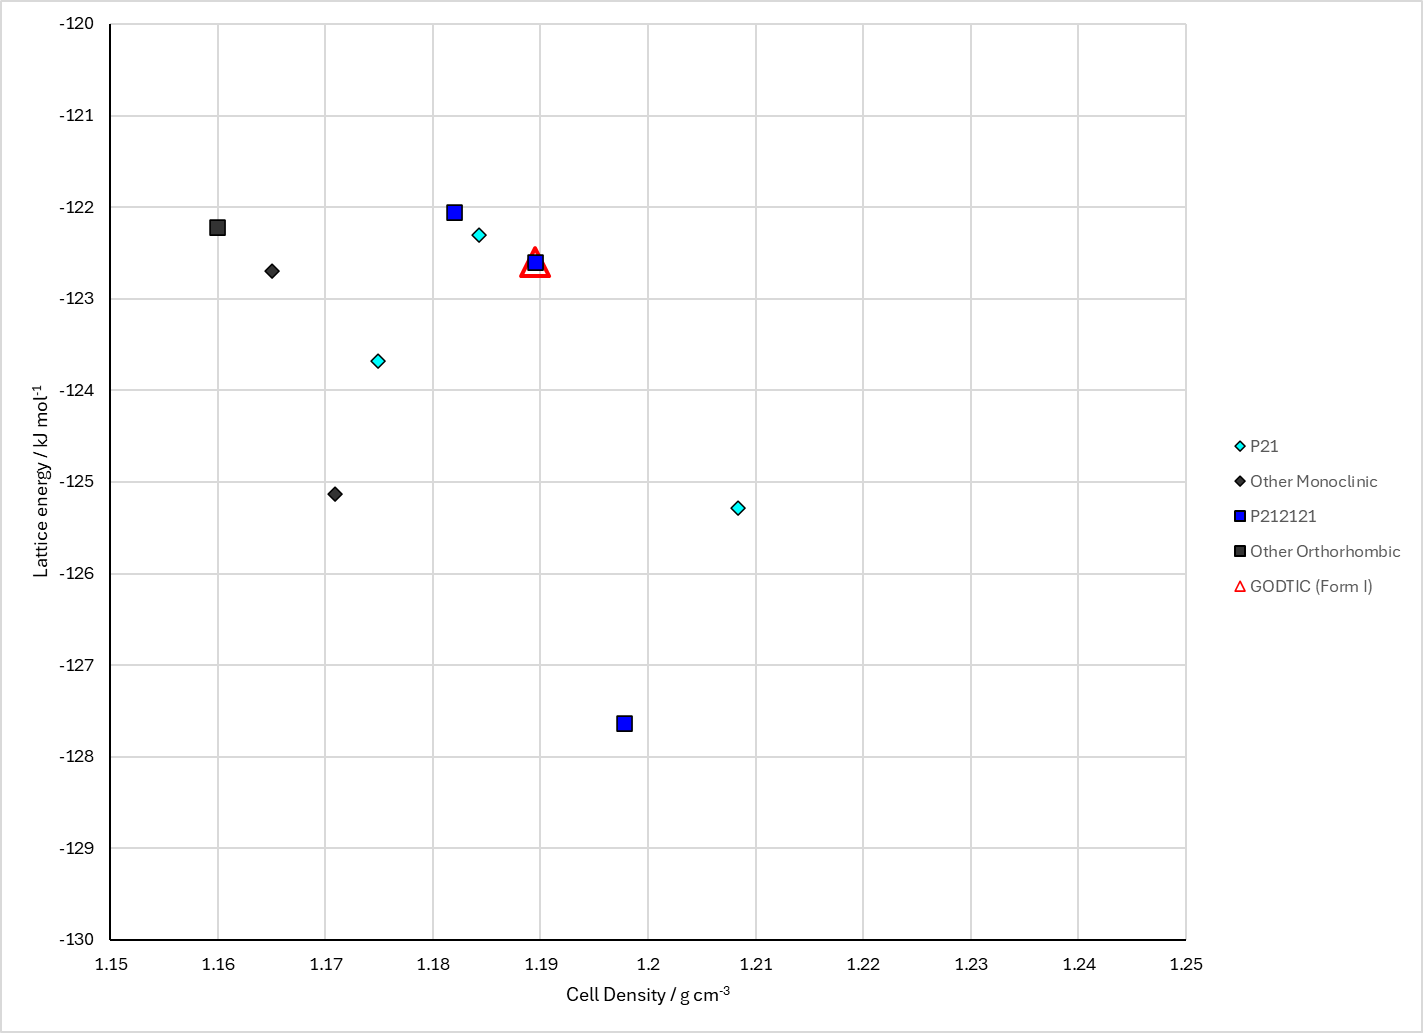 -120
-121
-122
-123
-124
-125
-126
-127
-128
-129
-130
Lattice energy / kJ mol-1
1.15 1.16 1.17 1.18 1.19 1.2 1.21 1.22 1.23 1.24 1.25
Cell Density / g cm-3
P21
Other Monoclinic
P212121
Other Orthorhombic
GODTIC (Form I)